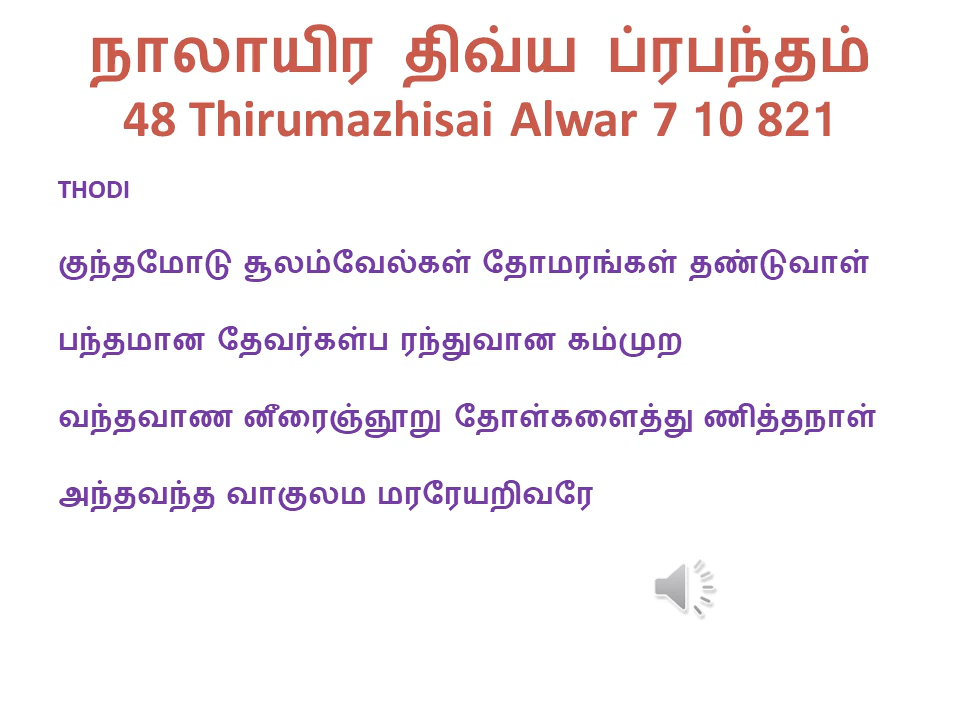 நாலாயிர திவ்ய ப்ரபந்தம்
48 Thirumazhisai Alwar 7 10 821
THODI
குந்தமோடு சூலம்வேல்கள் தோமரங்கள் தண்டுவாள்
பந்தமான தேவர்கள்ப ரந்துவான கம்முற
வந்தவாண னீரைஞ்ஞூறு தோள்களைத்து ணித்தநாள்
அந்தவந்த வாகுலம மரரேயறிவரே